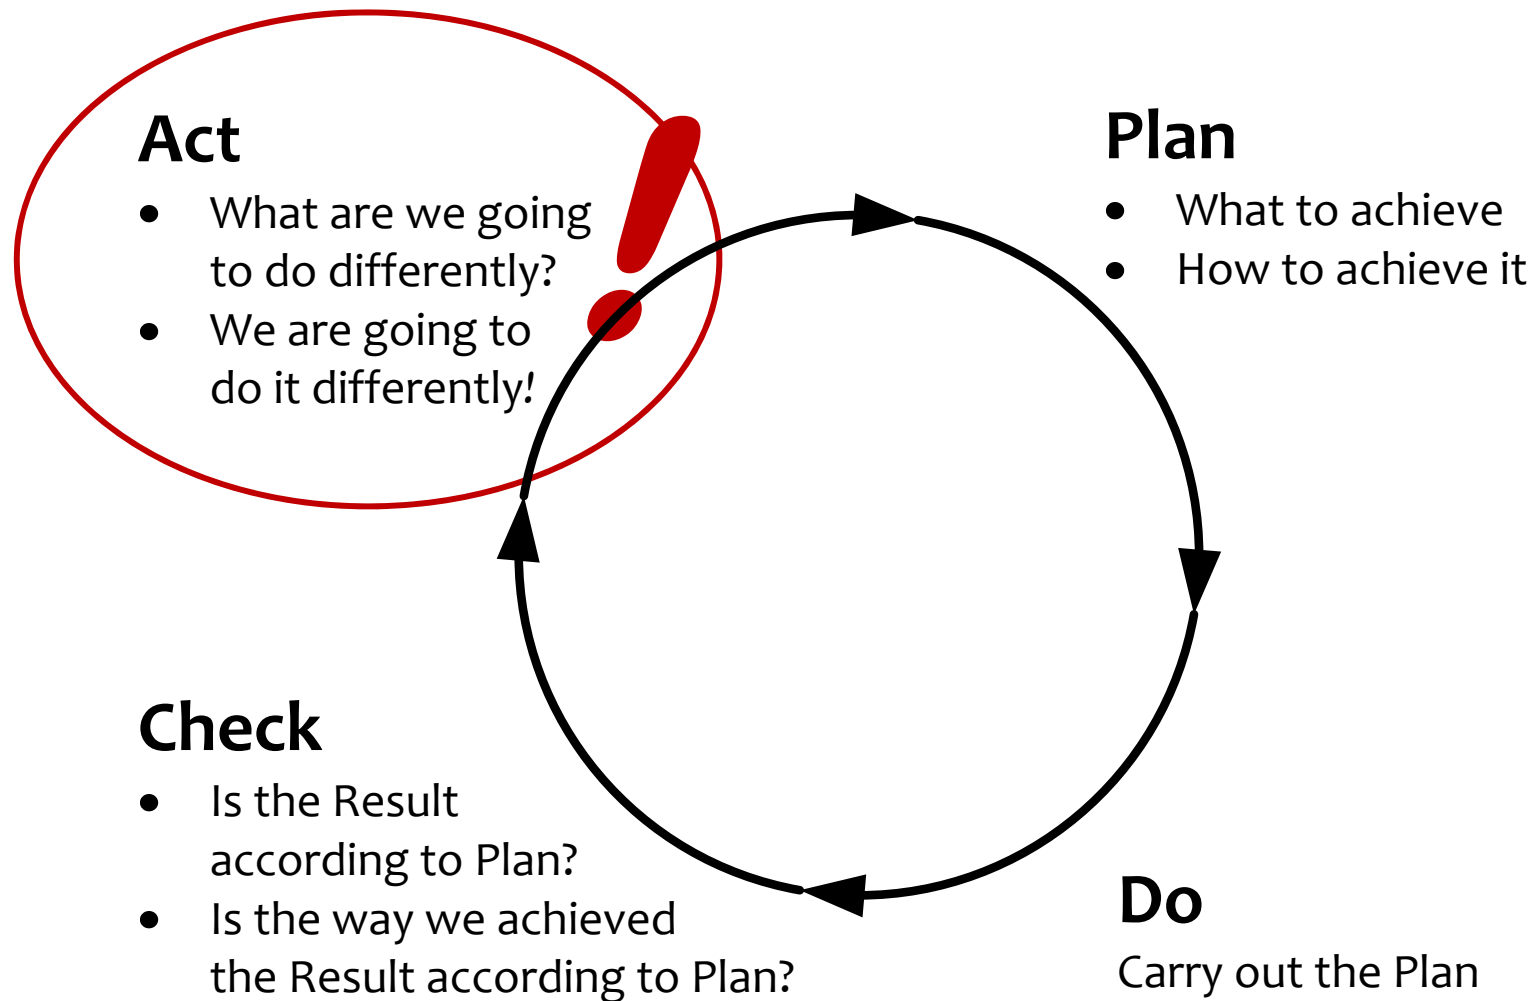 Act
• What are we going
to do differently?
• We are going to
do it differently!
Plan
• What to achieve
• How to achieve it
Check
• Is the Result
according to Plan?
• Is the way we achieved
the Result according to Plan?
Do
Carry out the Plan